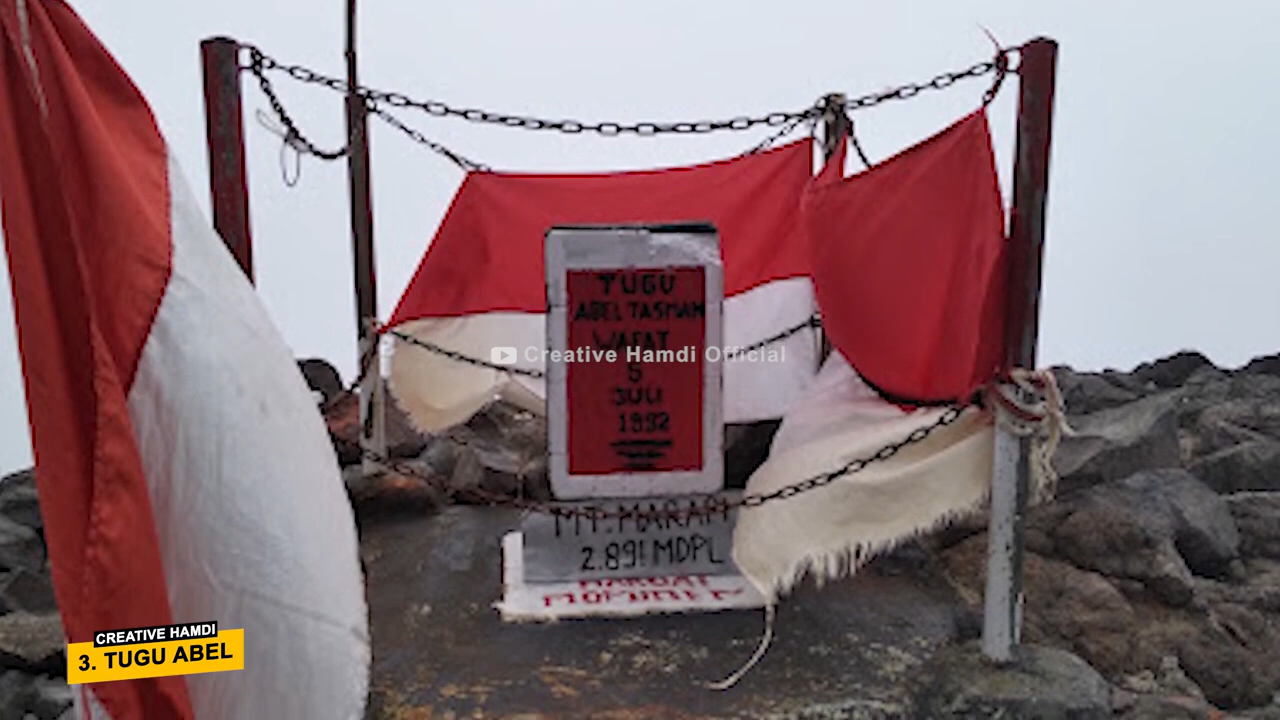 TUGU
ABEL TASMAN
WAFAT
5
JULI
1992
Creative Hamdi Official
MT. MARAPI
2.891 MDPL
CREATIVE HAMDI
3. TUGU ABEL